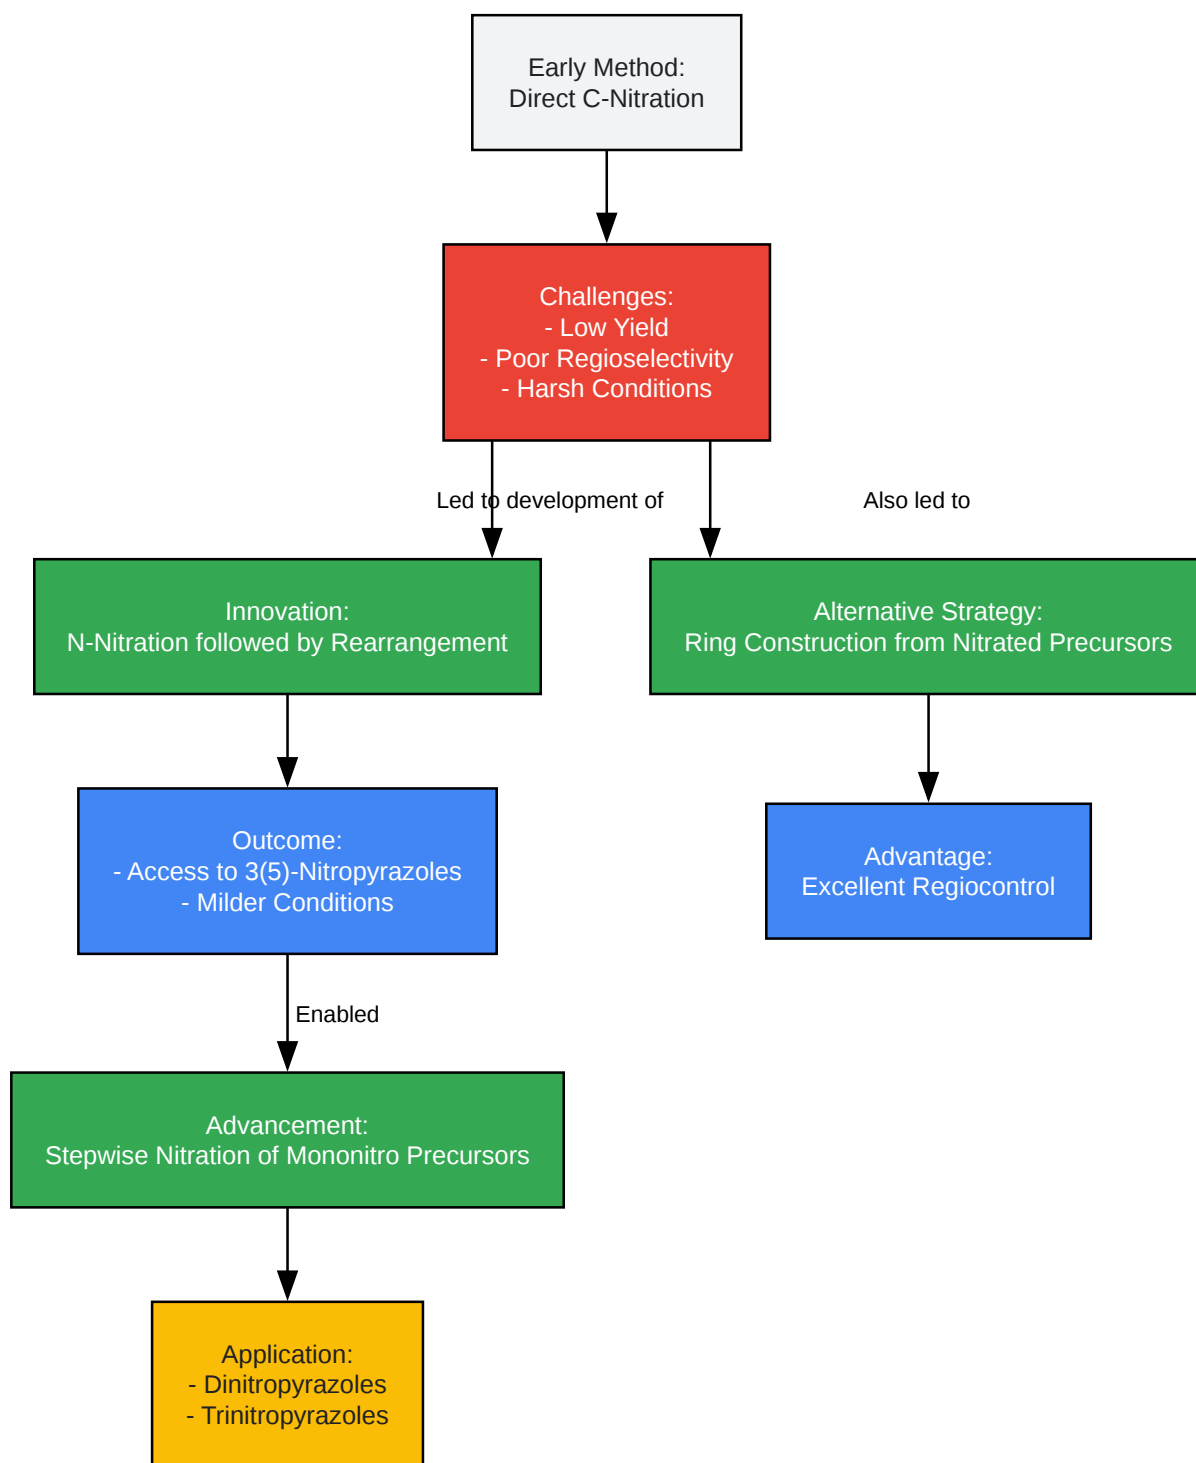 Early Method:
Direct C-Nitration
Challenges:
- Low Yield
- Poor Regioselectivity
- Harsh Conditions
Led to development of
Also led to
Innovation:
N-Nitration followed by Rearrangement
Alternative Strategy:
Ring Construction from Nitrated Precursors
Outcome:
- Access to 3(5)-Nitropyrazoles
- Milder Conditions
Advantage:
Excellent Regiocontrol
Enabled
Advancement:
Stepwise Nitration of Mononitro Precursors
Application:
- Dinitropyrazoles
- Trinitropyrazoles